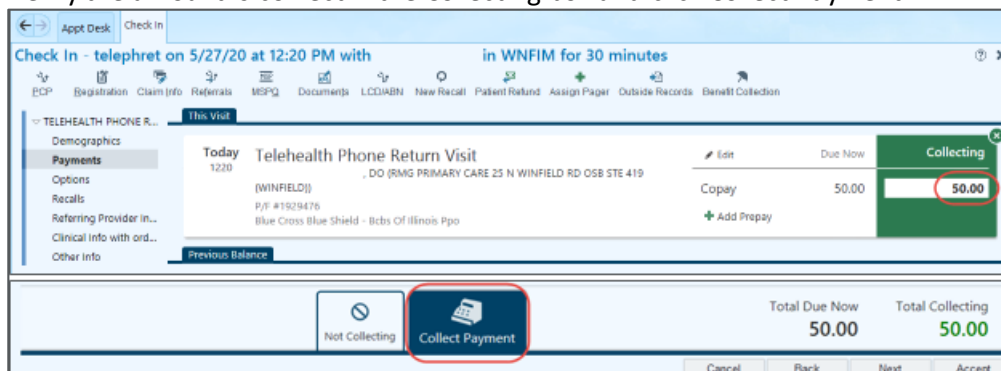 Appt Desk Check In
Check In - telephret on 5/27/20 at 12:20 PM with in WNFIM for 30 minutes
PCP Registration Claim Info Referrals MSPQ Documents LCD/ABN New Recall Patient Refund Assign Pager Outside Records Benefit Collection
TELEHEALTH PHONE R...
Demographics
Payments
Options
Recalls
Referring Provider In...
Clinical Info with ord...
Other Info
This Visit
Today
1220
Telehealth Phone Return Visit
, DO (RMG PRIMARY CARE 25 N WINFIELD RD OSB STE 419
(WINFIELD))
P/F #1929476
Blue Cross Blue Shield - Bcbs Of Illinois Ppo
Edit Due Now Collecting
Copay 50.00 50.00
Add Prepay
Previous Balance
Not Collecting
Collect Payment
Total Due Now Total Collecting
50.00 50.00
Cancel Back Next Accept